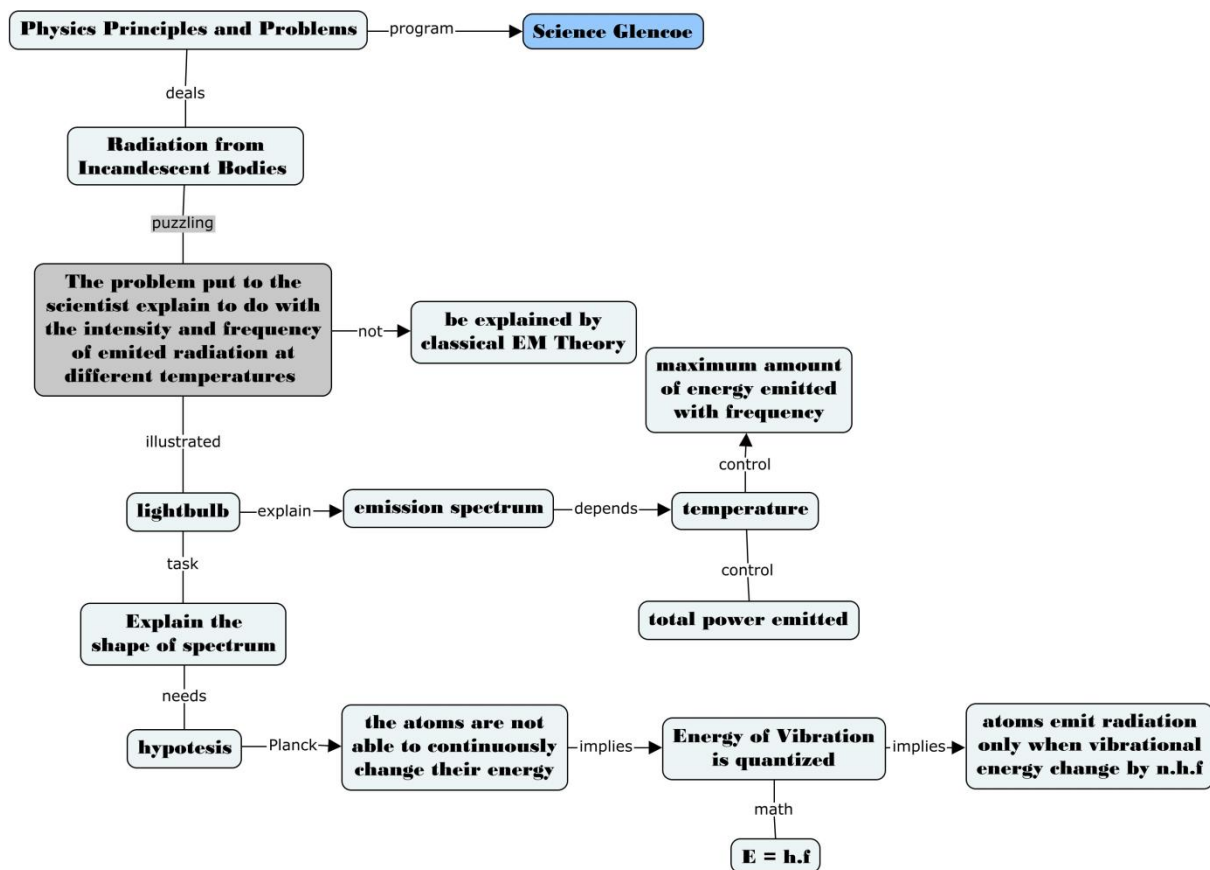 Physics Principles and Problems
program
Science Glencoe
deals
Radiation from
Incandescent Bodies
puzzling
The problem put to the
scientist explain to do with
the intensity and frequency
of emited radiation at
different temperatures
not
be explained by
classical EM Theory
maximum amount
of energy emitted
with frequency
illustrated
control
lightbulb
explain
emission spectrum
depends
temperature
task
control
Explain the
shape of spectrum
total power emitted
needs
hypotesis
Planck
the atoms are not
able to continuously
change their energy
implies
Energy of Vibration
is quantized
implies
atoms emit radiation
only when vibrational
energy change by n.h.f
math
E = h.f